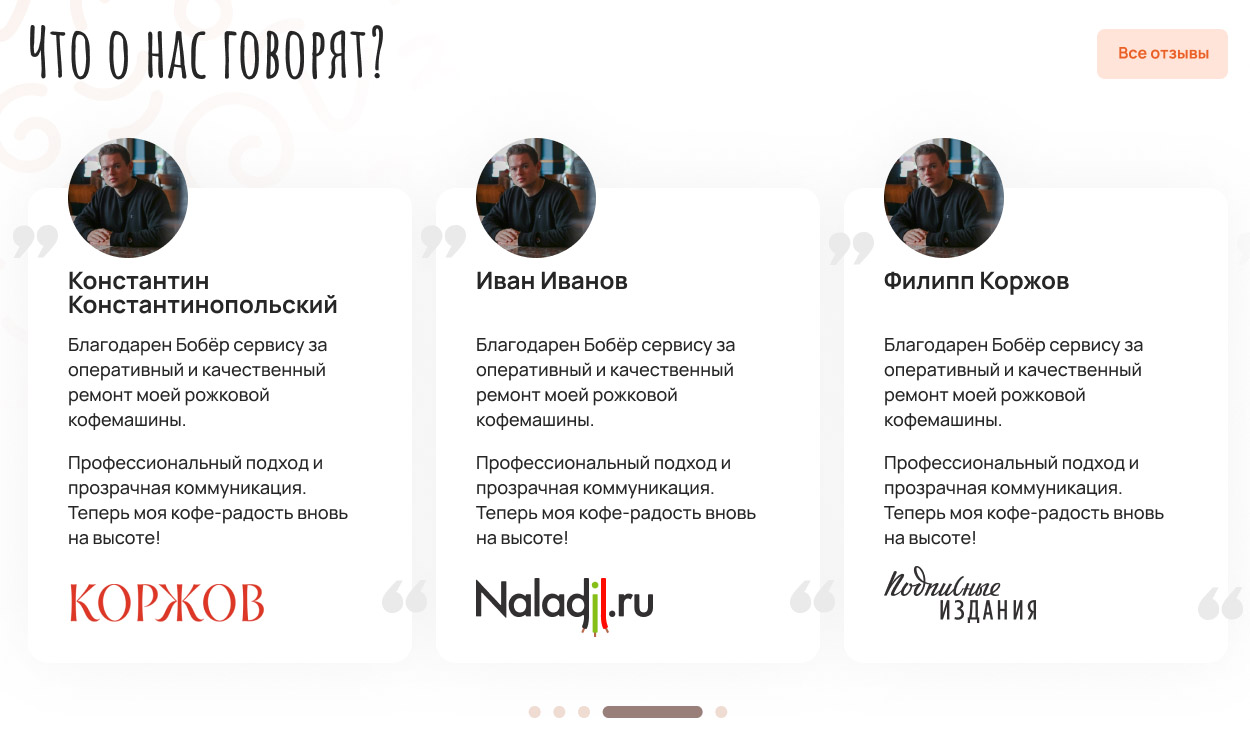 Что о нас говорят?
Все отзывы
Константин
Константинопольский
Благодарен Бобёр сервису за
оперативный и качественный
ремонт моей рожковой
кофемашины.
Профессиональный подход и
прозрачная коммуникация.
Теперь моя кофе-радость вновь
на высоте!
КОРЖОВ
Иван Иванов
Благодарен Бобёр сервису за
оперативный и качественный
ремонт моей рожковой
кофемашины.
Профессиональный подход и
прозрачная коммуникация.
Теперь моя кофе-радость вновь
на высоте!
Naladil.ru
Филипп Коржов
Благодарен Бобёр сервису за
оперативный и качественный
ремонт моей рожковой
кофемашины.
Профессиональный подход и
прозрачная коммуникация.
Теперь моя кофе-радость вновь
на высоте!
Подписные
ИЗДАНИЯ